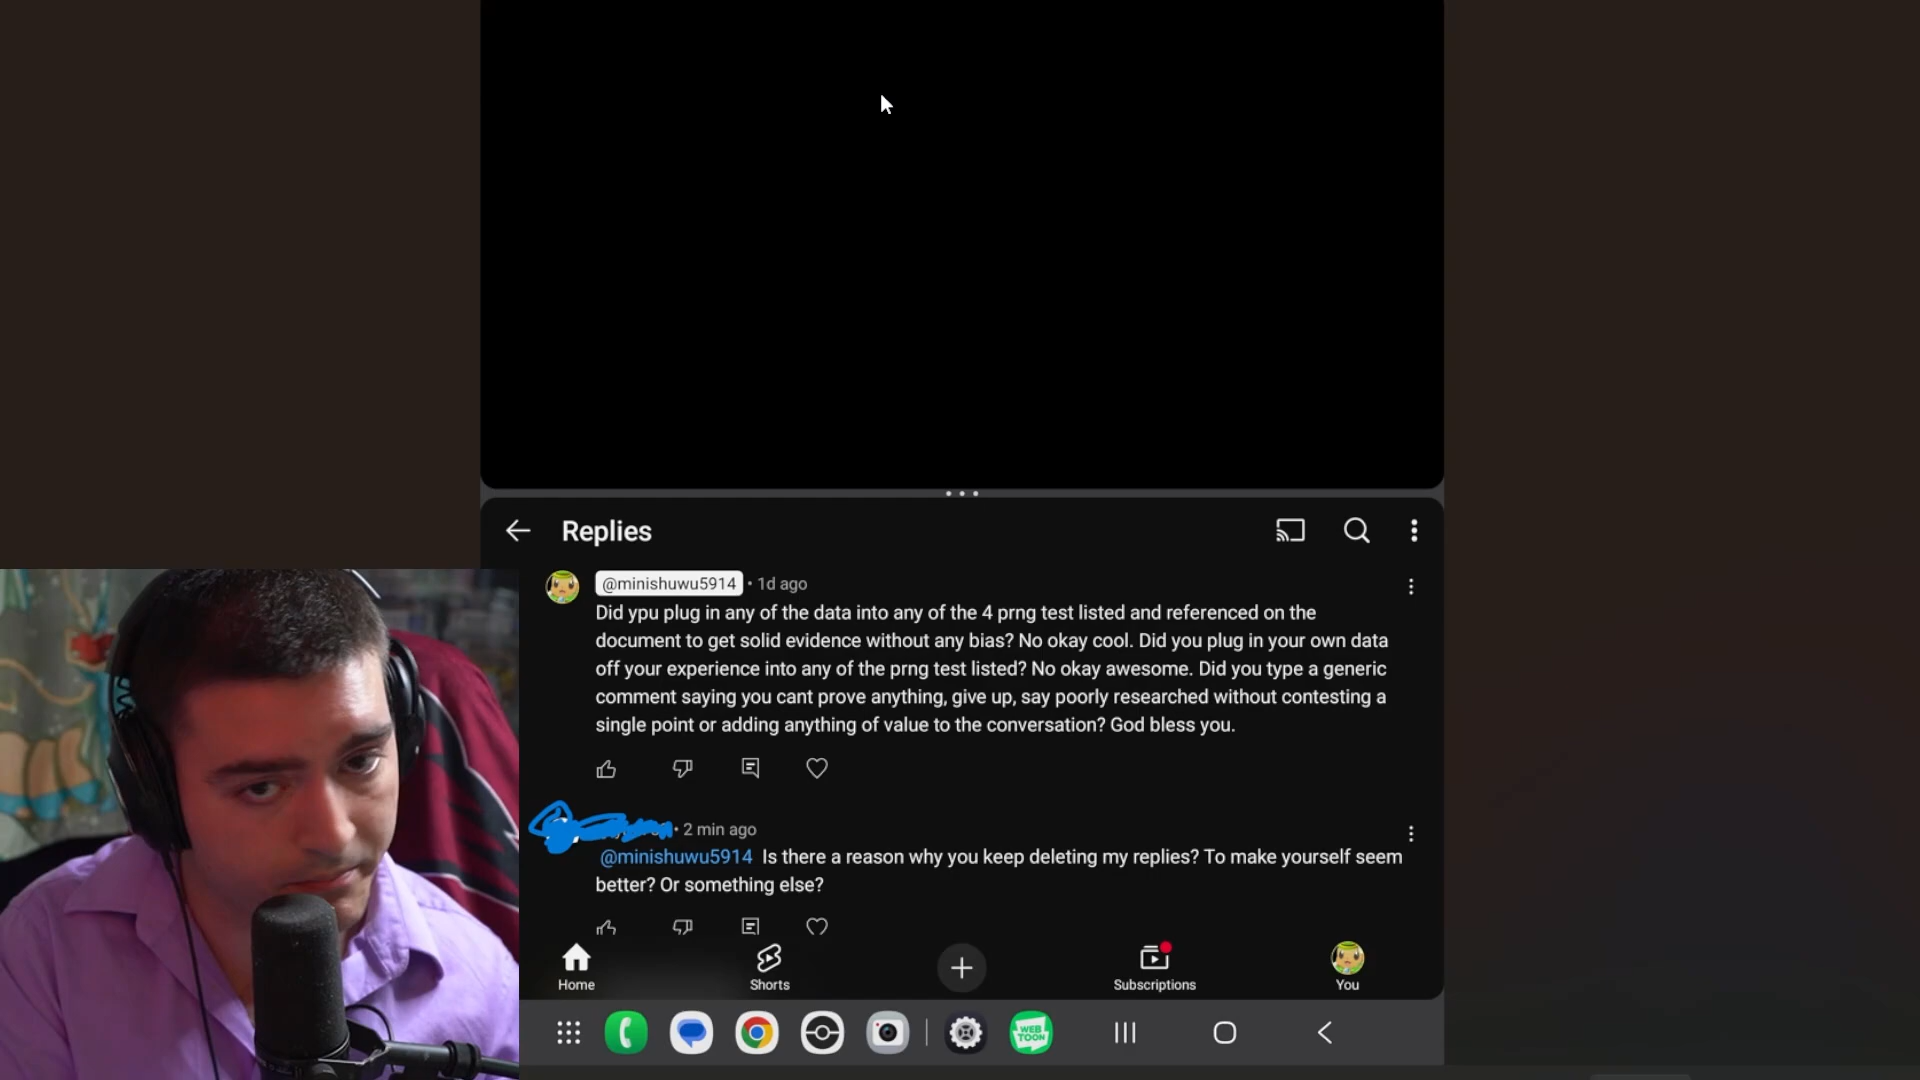 Replies
@minishuwu5914 • 1d ago
Did ypu plug in any of the data into any of the 4 prng test listed and referenced on the
document to get solid evidence without any bias? No okay cool. Did you plug in your own data
off your experience into any of the prng test listed? No okay awesome. Did you type a generic
comment saying you cant prove anything, give up, say poorly researched without contesting a
single point or adding anything of value to the conversation? God bless you.
• 2 min ago
@minishuwu5914 Is there a reason why you keep deleting my replies? To make yourself seem
better? Or something else?
Home Shorts Subscriptions You
WEB
TOON